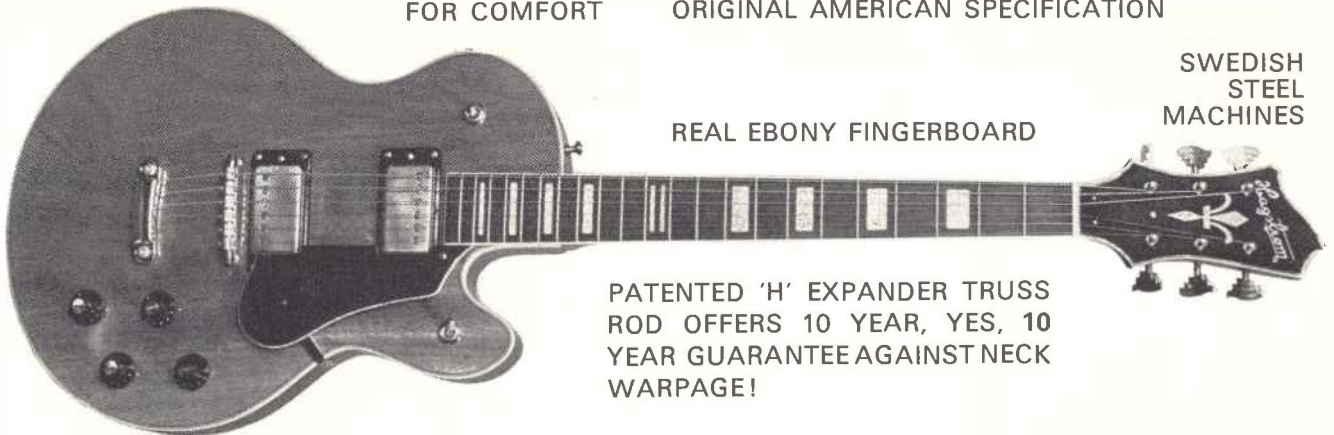 FOR COMFORT
ORIGINAL AMERICAN SPECIFICATION
SWEDISH
STEEL
MACHINES
REAL EBONY FINGERBOARD
Hagstrom
PATENTED 'H' EXPANDER TRUSS
ROD OFFERS 10 YEAR, YES, 10
YEAR GUARANTEE AGAINST NECK
WARPAGE!